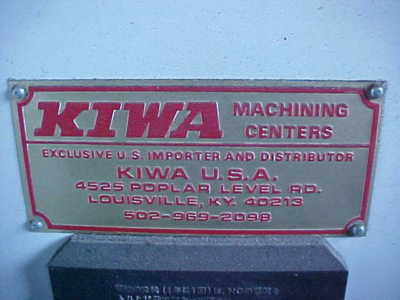 KIWA MACHINING
CENTERS
EXCLUSIVE U.S. IMPORTER AND DISTRIBUTOR
KIWA U.S.A.
4525 POPLAR LEVEL RD.
LOUISVILLE, KY. 40213
502-969-2098